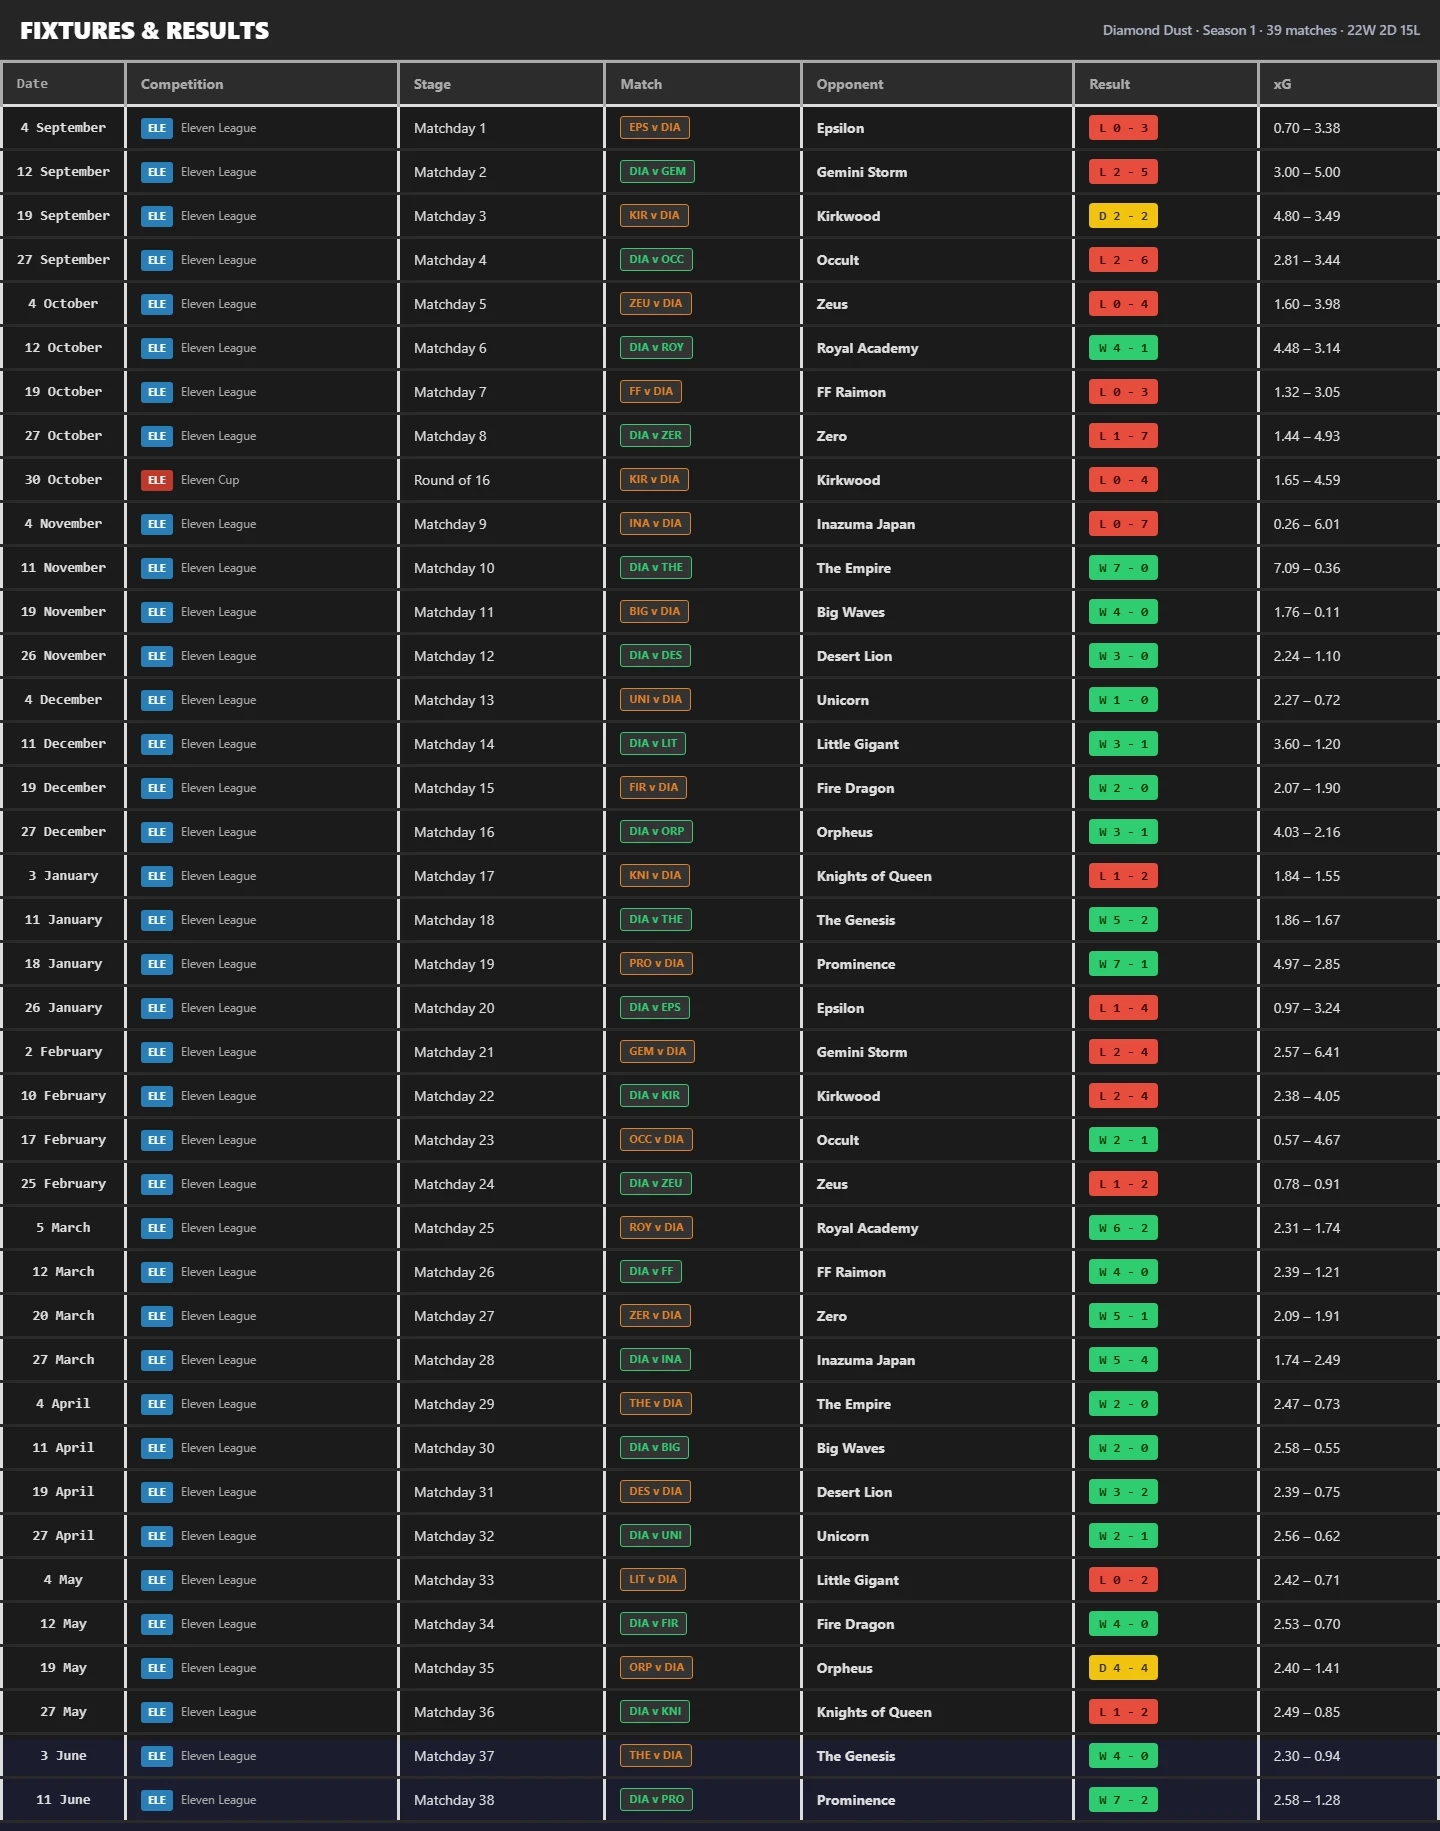 FIXTURES & RESULTS
Diamond Dust · Season 1 · 39 matches · 22W 2D 15L
Date Competition Stage Match Opponent Result xG
4 September ELE Eleven League Matchday 1 EPS v DIA Epsilon L 0 - 3 0.70 – 3.38
12 September ELE Eleven League Matchday 2 DIA v GEM Gemini Storm L 2 - 5 3.00 – 5.00
19 September ELE Eleven League Matchday 3 KIR v DIA Kirkwood D 2 - 2 4.80 – 3.49
27 September ELE Eleven League Matchday 4 DIA v OCC Occult L 2 - 6 2.81 – 3.44
4 October ELE Eleven League Matchday 5 ZEU v DIA Zeus L 0 - 4 1.60 – 3.98
12 October ELE Eleven League Matchday 6 DIA v ROY Royal Academy W 4 - 1 4.48 – 3.14
19 October ELE Eleven League Matchday 7 FF v DIA FF Raimon L 0 - 3 1.32 – 3.05
27 October ELE Eleven League Matchday 8 DIA v ZER Zero L 1 - 7 1.44 – 4.93
30 October ELE Eleven Cup Round of 16 KIR v DIA Kirkwood L 0 - 4 1.65 – 4.59
4 November ELE Eleven League Matchday 9 INA v DIA Inazuma Japan L 0 - 7 0.26 – 6.01
11 November ELE Eleven League Matchday 10 DIA v THE The Empire W 7 - 0 7.09 – 0.36
19 November ELE Eleven League Matchday 11 BIG v DIA Big Waves W 4 - 0 1.76 – 0.11
26 November ELE Eleven League Matchday 12 DIA v DES Desert Lion W 3 - 0 2.24 – 1.10
4 December ELE Eleven League Matchday 13 UNI v DIA Unicorn W 1 - 0 2.27 – 0.72
11 December ELE Eleven League Matchday 14 DIA v LIT Little Gigant W 3 - 1 3.60 – 1.20
19 December ELE Eleven League Matchday 15 FIR v DIA Fire Dragon W 2 - 0 2.07 – 1.90
27 December ELE Eleven League Matchday 16 DIA v ORP Orpheus W 3 - 1 4.03 – 2.16
3 January ELE Eleven League Matchday 17 KNI v DIA Knights of Queen L 1 - 2 1.84 – 1.55
11 January ELE Eleven League Matchday 18 DIA v THE The Genesis W 5 - 2 1.86 – 1.67
18 January ELE Eleven League Matchday 19 PRO v DIA Prominence W 7 - 1 4.97 – 2.85
26 January ELE Eleven League Matchday 20 DIA v EPS Epsilon L 1 - 4 0.97 – 3.24
2 February ELE Eleven League Matchday 21 GEM v DIA Gemini Storm L 2 - 4 2.57 – 6.41
10 February ELE Eleven League Matchday 22 DIA v KIR Kirkwood L 2 - 4 2.38 – 4.05
17 February ELE Eleven League Matchday 23 OCC v DIA Occult W 2 - 1 0.57 – 4.67
25 February ELE Eleven League Matchday 24 DIA v ZEU Zeus L 1 - 2 0.78 – 0.91
5 March ELE Eleven League Matchday 25 ROY v DIA Royal Academy W 6 - 2 2.31 – 1.74
12 March ELE Eleven League Matchday 26 DIA v FF FF Raimon W 4 - 0 2.39 – 1.21
20 March ELE Eleven League Matchday 27 ZER v DIA Zero W 5 - 1 2.09 – 1.91
27 March ELE Eleven League Matchday 28 DIA v INA Inazuma Japan W 5 - 4 1.74 – 2.49
4 April ELE Eleven League Matchday 29 THE v DIA The Empire W 2 - 0 2.47 – 0.73
11 April ELE Eleven League Matchday 30 DIA v BIG Big Waves W 2 - 0 2.58 – 0.55
19 April ELE Eleven League Matchday 31 DES v DIA Desert Lion W 3 - 2 2.39 – 0.75
27 April ELE Eleven League Matchday 32 DIA v UNI Unicorn W 2 - 1 2.56 – 0.62
4 May ELE Eleven League Matchday 33 LIT v DIA Little Gigant L 0 - 2 2.42 – 0.71
12 May ELE Eleven League Matchday 34 DIA v FIR Fire Dragon W 4 - 0 2.53 – 0.70
19 May ELE Eleven League Matchday 35 ORP v DIA Orpheus D 4 - 4 2.40 – 1.41
27 May ELE Eleven League Matchday 36 DIA v KNI Knights of Queen L 1 - 2 2.49 – 0.85
3 June ELE Eleven League Matchday 37 THE v DIA The Genesis W 4 - 0 2.30 – 0.94
11 June ELE Eleven League Matchday 38 DIA v PRO Prominence W 7 - 2 2.58 – 1.28